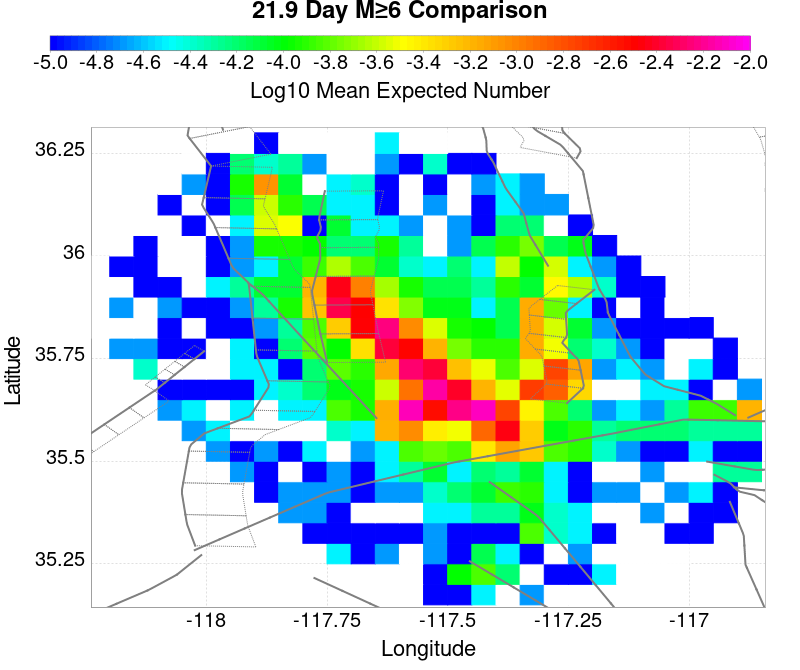 21.9 Day M≥6 Comparison
-5.0 -4.8 -4.6 -4.4 -4.2 -4.0 -3.8 -3.6 -3.4 -3.2 -3.0 -2.8 -2.6 -2.4 -2.2 -2.0
Log10 Mean Expected Number
36.25
36
35.75
35.5
35.25
Latitude
-118 -117.75 -117.5 -117.25 -117
Longitude